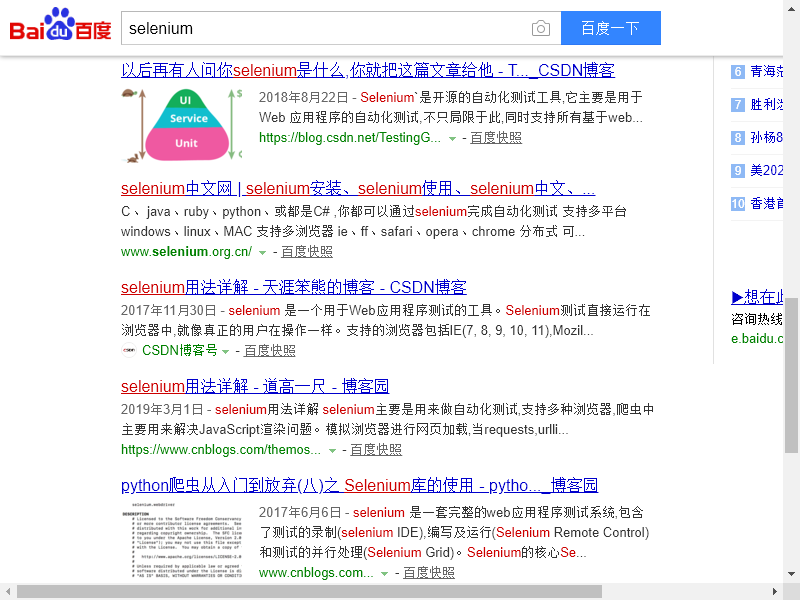 Bai du 百度 selenium 百度一下
以后再有人问你selenium是什么,你就把这篇文章给他 - T..._CSDN博客
UI
Service
Unit
2018年8月22日 - Selenium`是开源的自动化测试工具,它主要是用于
Web 应用程序的自动化测试,不只局限于此,同时支持所有基于web...
https://blog.csdn.net/TestingG... - 百度快照
selenium中文网 | selenium安装、selenium使用、selenium中文、...
C 、java、ruby、python、或都是C# ,你都可以通过selenium完成自动化测试 支持多平台
windows、linux、MAC 支持多浏览器 ie、ff、safari、opera、chrome 分布式 可...
www.selenium.org.cn/ - 百度快照
selenium用法详解 - 天涯笨熊的博客 - CSDN博客
2017年11月30日 - selenium 是一个用于Web应用程序测试的工具。Selenium测试直接运行在
浏览器中,就像真正的用户在操作一样。支持的浏览器包括IE(7, 8, 9, 10, 11),Mozil...
CSDN博客号 - 百度快照
selenium用法详解 - 道高一尺 - 博客园
2019年3月1日 - selenium用法详解 selenium主要是用来做自动化测试,支持多种浏览器,爬虫中
主要用来解决JavaScript渲染问题。模拟浏览器进行网页加载,当requests,urlli...
https://www.cnblogs.com/themos... - 百度快照
python爬虫从入门到放弃(八)之 Selenium库的使用 - pytho..._博客园
selenium.webdriver
DESCRIPTION
2017年6月6日 - selenium 是一套完整的web应用程序测试系统,包含
了测试的录制(selenium IDE),编写及运行(Selenium Remote Control)
和测试的并行处理(Selenium Grid)。Selenium的核心Se...
www.cnblogs.com... - 百度快照
6 青海
7 胜利
8 孙杨8
9 美202
10 香港
▶想在此
咨询热线
e.baidu.c